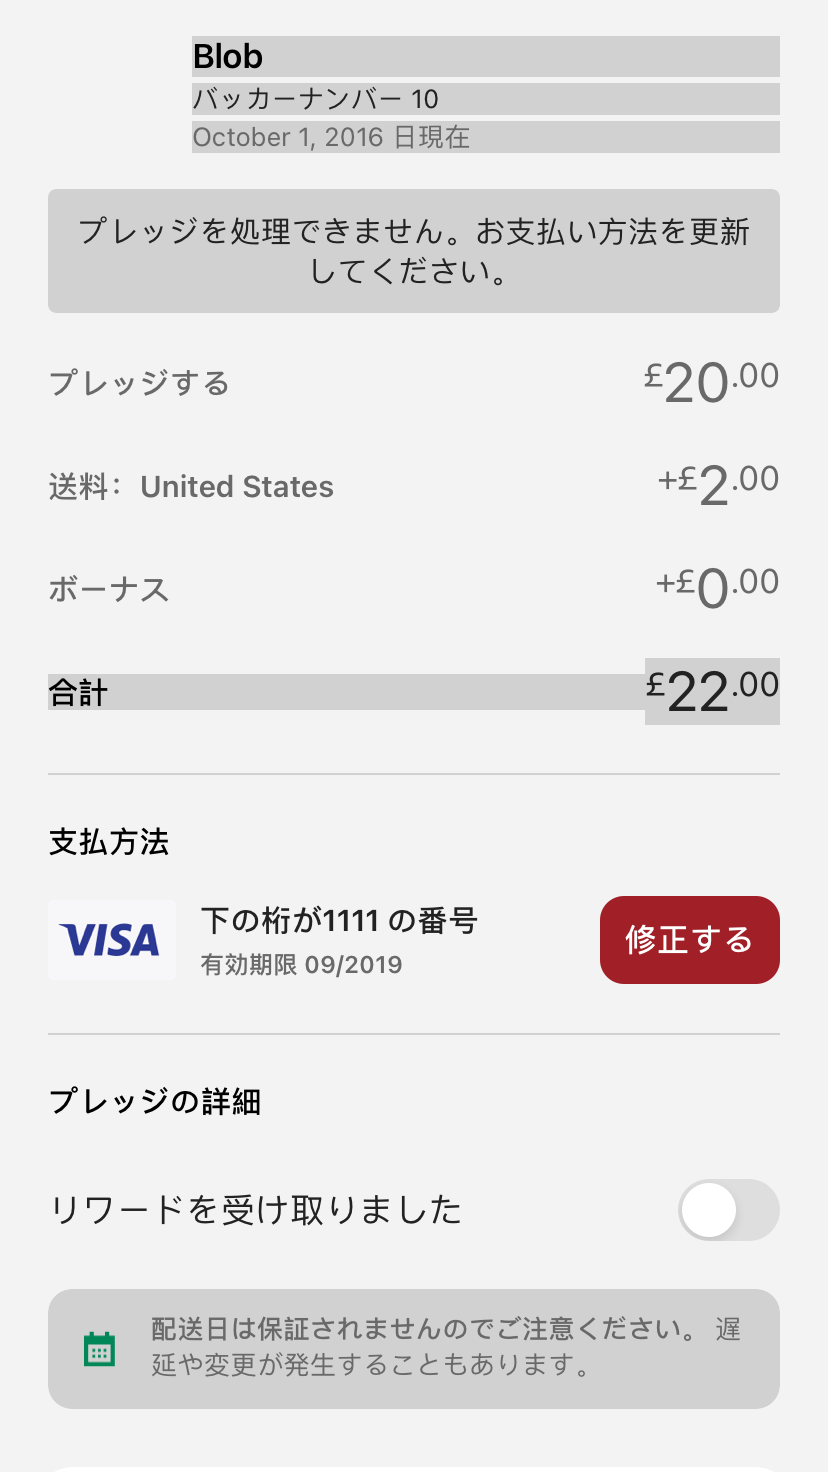 Blob
バッカーナンバー 10
October 1, 2016 日現在
プレッジを処理できません。お支払い方法を更新
してください。
プレッジする £20.00
送料： United States +£2.00
ボーナス +£0.00
合計 £22.00
支払方法
VISA
下の桁が1111 の番号
有効期限 09/2019
修正する
プレッジの詳細
リワードを受け取りました
配送日は保証されませんのでご注意ください。 遅
延や変更が発生することもあります。